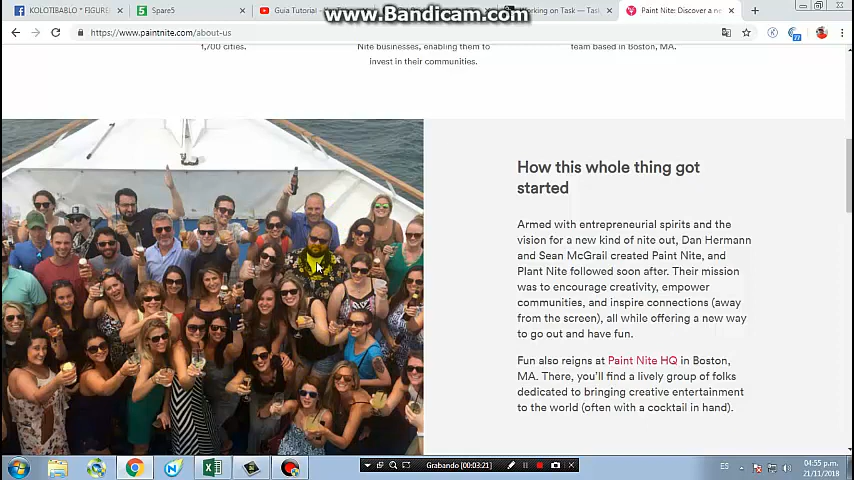 www.Bandicam.com
KOLOTIBABLO * FIGURE
Spare5
Guía Tutorial
Working on Task — Task
Paint Nite: Discover a ne
https://www.paintnite.com/about-us
1,700 cities.
Nite businesses, enabling them to
invest in their communities.
team based in Boston, MA.
How this whole thing got
started
Armed with entrepreneurial spirits and the
vision for a new kind of nite out, Dan Hermann
and Sean McGrail created Paint Nite, and
Plant Nite followed soon after. Their mission
was to encourage creativity, empower
communities, and inspire connections (away
from the screen), all while offering a new way
to go out and have fun.
Fun also reigns at Paint Nite HQ in Boston,
MA. There, you'll find a lively group of folks
dedicated to bringing creative entertainment
to the world (often with a cocktail in hand).
Grabando [00:03:21]
ES
04:55 p.m.
21/11/2018